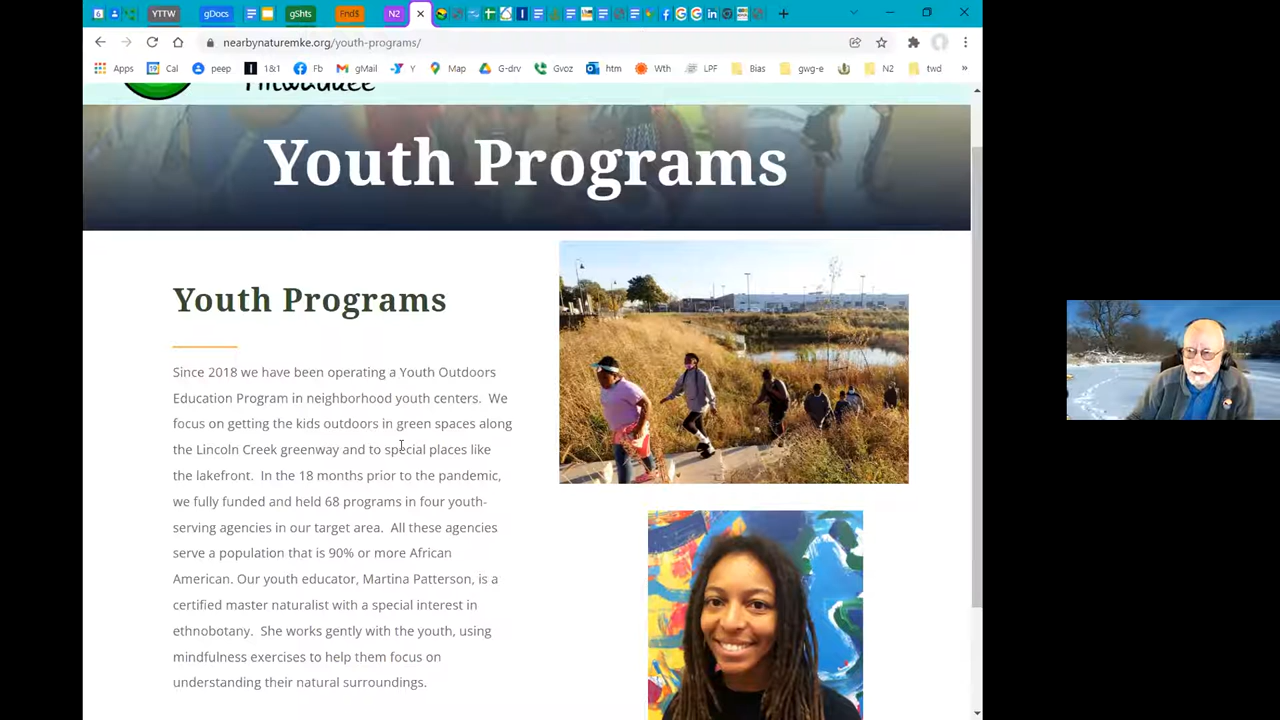 YTTW gDocs gShts Fnd$ N2
nearbynaturemke.org/youth-programs/
Apps Cal peep 1&1 Fb gMail Y Map G-drv Gvoz htm Wth LPF Bias gwg-e N2 twd
Milwaukee
Youth Programs
Youth Programs
Since 2018 we have been operating a Youth Outdoors
Education Program in neighborhood youth centers. We
focus on getting the kids outdoors in green spaces along
the Lincoln Creek greenway and to special places like
the lakefront. In the 18 months prior to the pandemic,
we fully funded and held 68 programs in four youth-
serving agencies in our target area. All these agencies
serve a population that is 90% or more African
American. Our youth educator, Martina Patterson, is a
certified master naturalist with a special interest in
ethnobotany. She works gently with the youth, using
mindfulness exercises to help them focus on
understanding their natural surroundings.